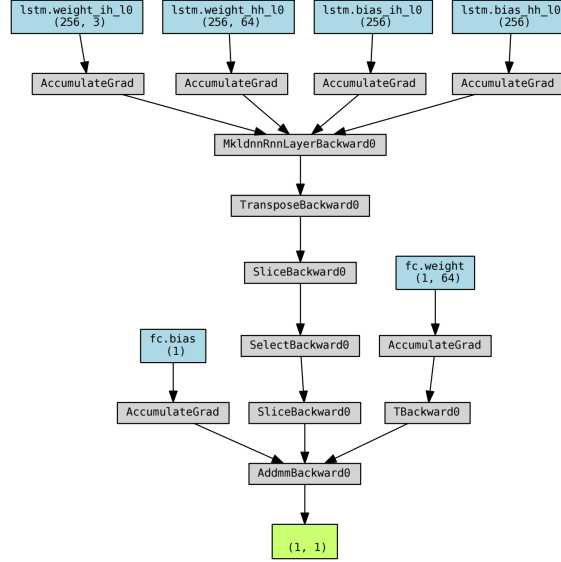 lstm.weight_ih_l0
(256, 3)
lstm.weight_hh_l0
(256, 64)
lstm.bias_ih_l0
(256)
lstm.bias_hh_l0
(256)
AccumulateGrad
AccumulateGrad
AccumulateGrad
AccumulateGrad
MkldnnRnnLayerBackward0
TransposeBackward0
SliceBackward0
fc.weight
(1, 64)
fc.bias
(1)
SelectBackward0
AccumulateGrad
AccumulateGrad
SliceBackward0
TBackward0
AddmmBackward0
(1, 1)